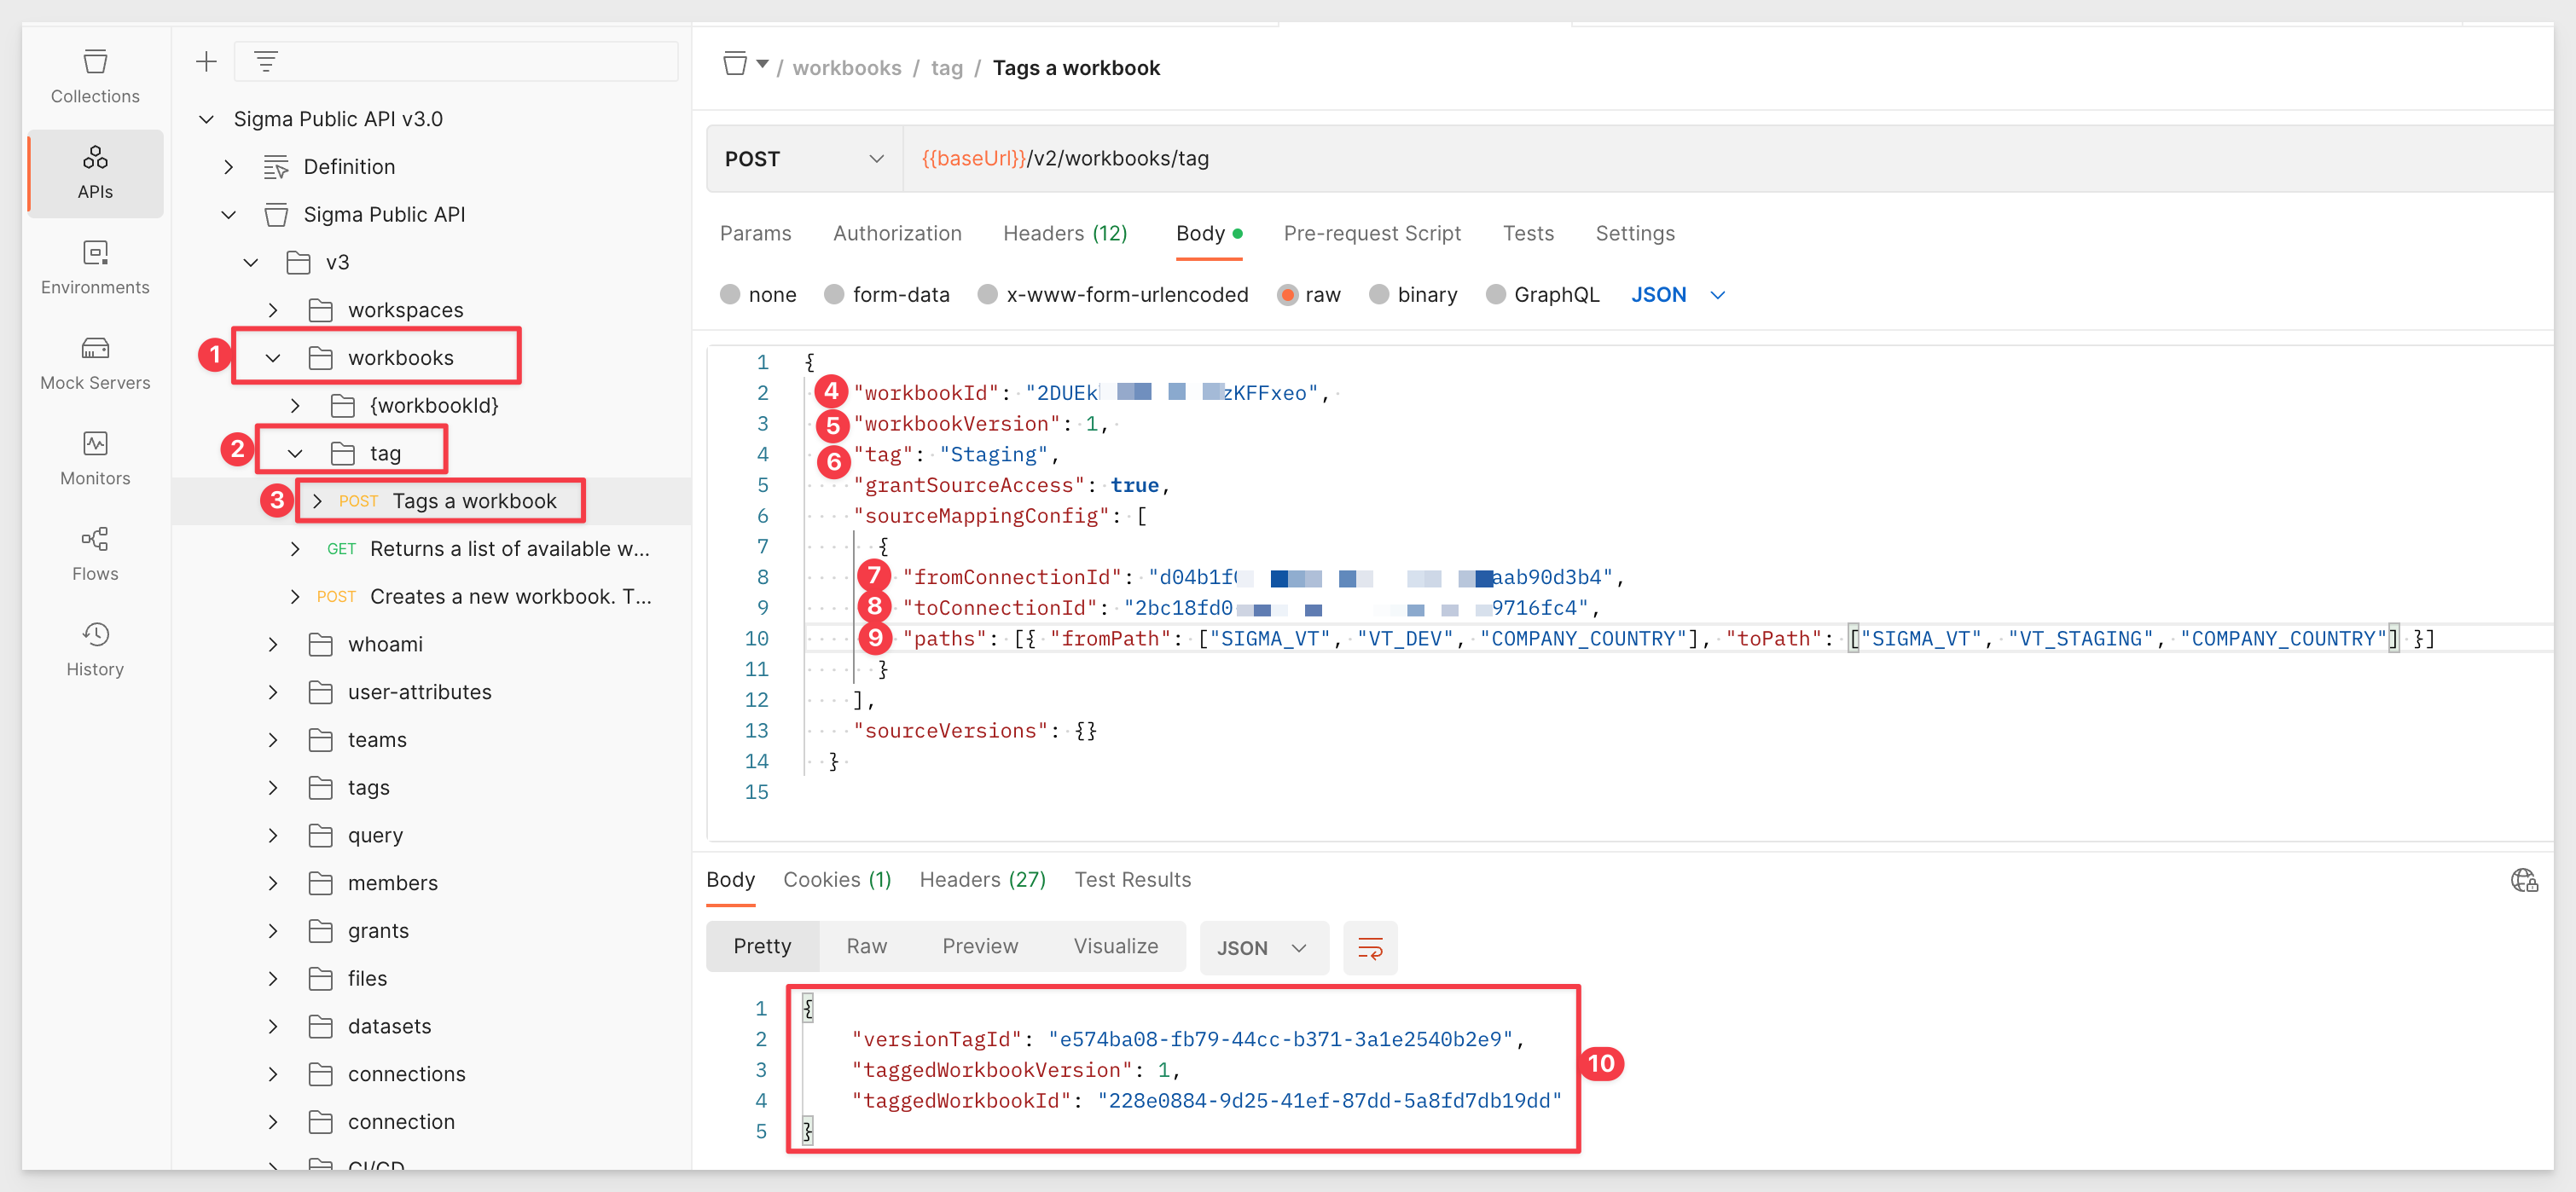 Collections
APIs
Environments
Mock Servers
Monitors
Flows
History
Sigma Public API v3.0
Definition
Sigma Public API
v3
workspaces
1 workbooks
{workbookId}
2 tag
3 POST Tags a workbook
GET Returns a list of available w...
POST Creates a new workbook. T...
whoami
user-attributes
teams
tags
query
members
grants
files
datasets
connections
connection
CI/CD
/ workbooks / tag / Tags a workbook
POST {{baseUrl}}/v2/workbooks/tag
Params Authorization Headers (12) Body Pre-request Script Tests Settings
none form-data x-www-form-urlencoded raw binary GraphQL JSON
1 {
2 4 "workbookId": "2DUEk zKFFxeo",
3 5 "workbookVersion": 1,
4 6 "tag": "Staging",
5 "grantSourceAccess": true,
6 "sourceMappingConfig": [
7 {
8 7 "fromConnectionId": "d04b1f aab90d3b4",
9 8 "toConnectionId": "2bc18fd0 9716fc4",
10 9 "paths": [{ "fromPath": ["SIGMA_VT", "VT_DEV", "COMPANY_COUNTRY"], "toPath": ["SIGMA_VT", "VT_STAGING", "COMPANY_COUNTRY"] }]
11 }
12 ],
13 "sourceVersions": {}
14 }
15
Body Cookies (1) Headers (27) Test Results
Pretty Raw Preview Visualize JSON
1 {
2 "versionTagId": "e574ba08-fb79-44cc-b371-3a1e2540b2e9",
3 "taggedWorkbookVersion": 1,
4 "taggedWorkbookId": "228e0884-9d25-41ef-87dd-5a8fd7db19dd"
5 }
10